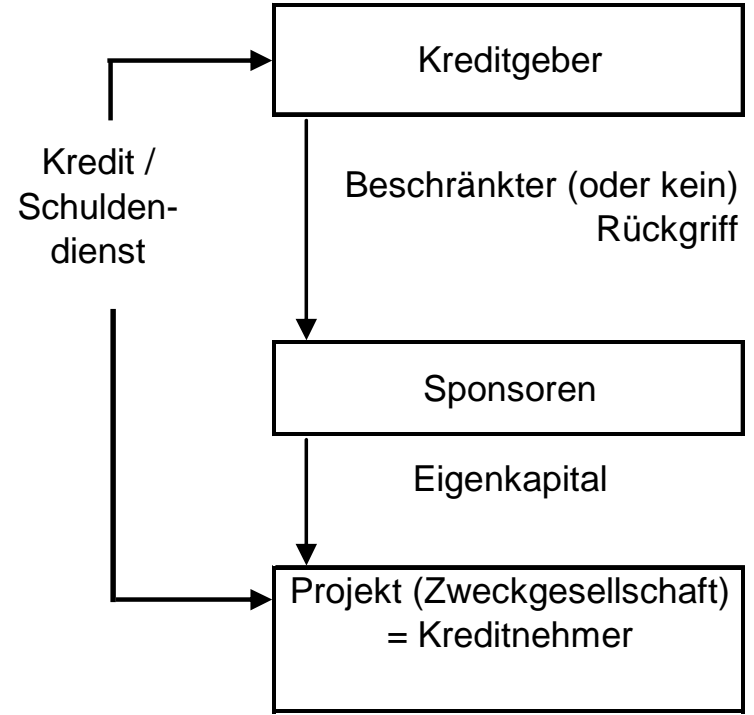 Kreditgeber
Kredit /
Schulden-
dienst
Beschränkter (oder kein)
Rückgriff
Sponsoren
Eigenkapital
Projekt (Zweckgesellschaft)
= Kreditnehmer